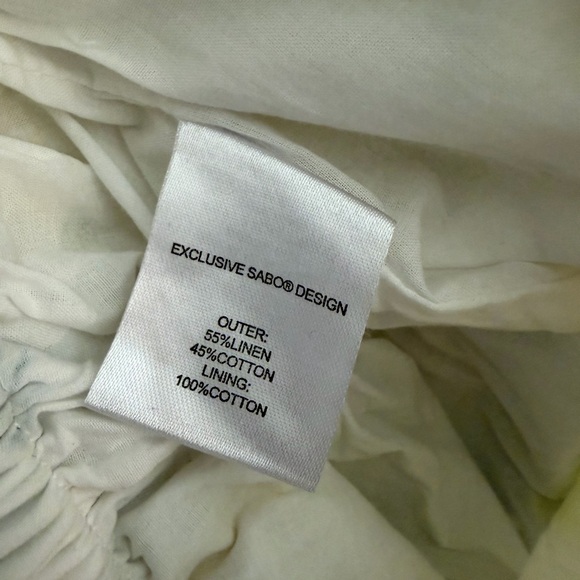 EXCLUSIVE SABO® DESIGN
OUTER:
55%LINEN
45%COTTON
LINING:
100%COTTON